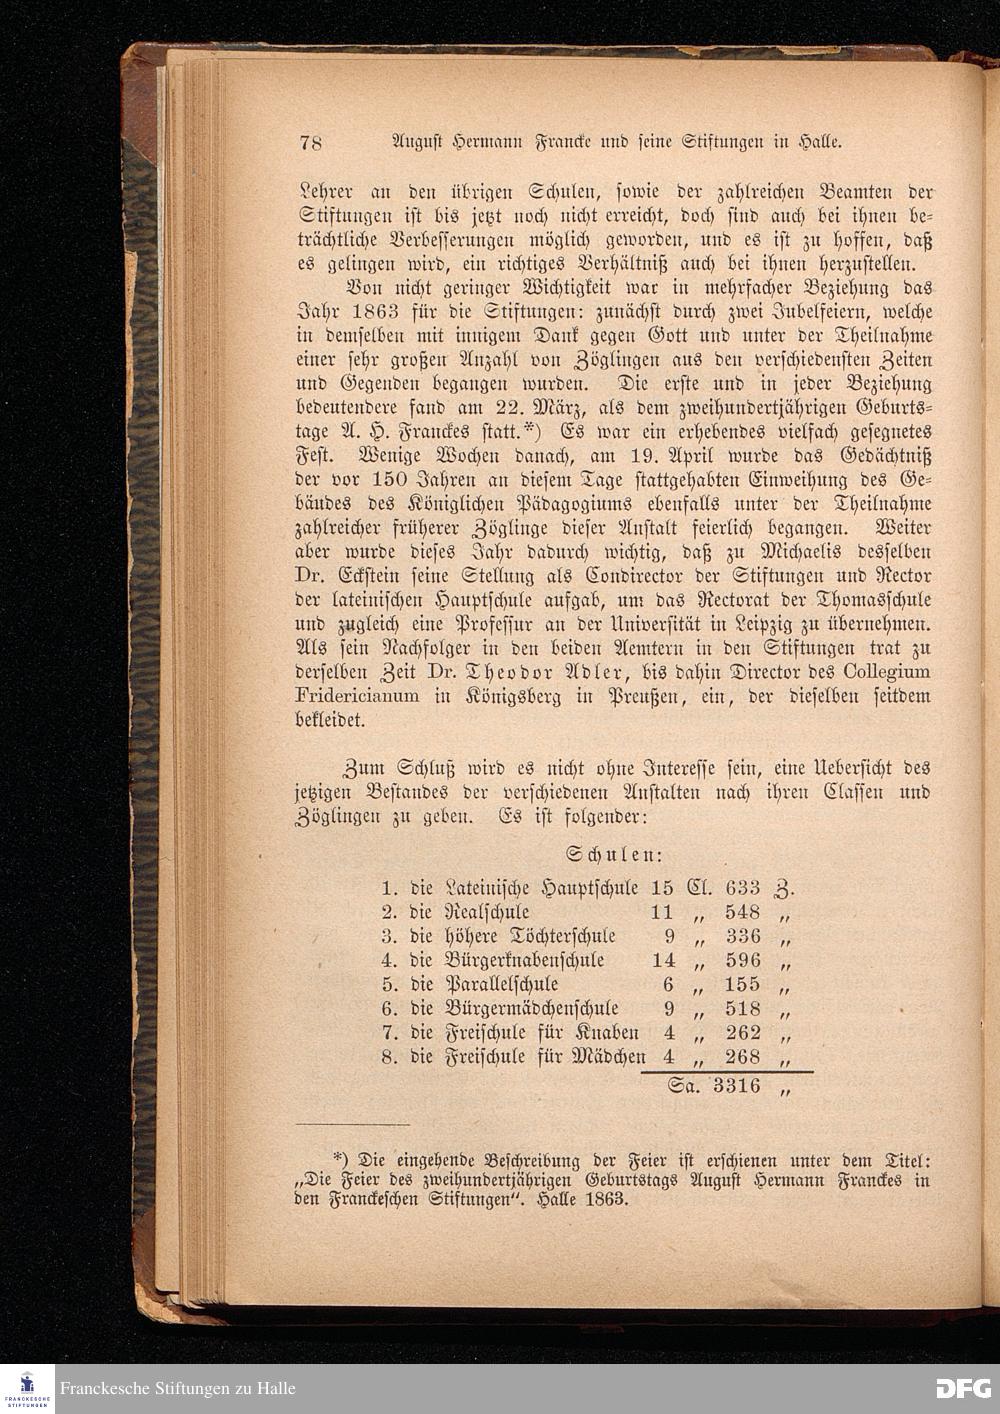 78 August Hermann Francke und seine Stiftungen in Halle.
Lehrer an den übrigen Schulen, sowie der zahlreichen Beamten der
Stiftungen ist bis jetzt noch nicht erreicht, doch sind auch bei ihnen be-
trächtliche Verbesserungen möglich geworden, und es ist zu hoffen, daß
es gelingen wird, ein richtiges Verhältniß auch bei ihnen herzustellen.
Von nicht geringer Wichtigkeit war in mehrfacher Beziehung das
Jahr 1863 für die Stiftungen: zunächst durch zwei Jubelfeiern, welche
in demselben mit innigem Dank gegen Gott und unter der Theilnahme
einer sehr großen Anzahl von Zöglingen aus den verschiedensten Zeiten
und Gegenden begangen wurden. Die erste und in jeder Beziehung
bedeutendere fand am 22. März, als dem zweihundertjährigen Geburts-
tage A. H. Franckes statt.*) Es war ein erhebendes vielfach gesegnetes
Fest. Wenige Wochen danach, am 19. April wurde das Gedächtniß
der vor 150 Jahren an diesem Tage stattgehabten Einweihung des Ge-
bäudes des Königlichen Pädagogiums ebenfalls unter der Theilnahme
zahlreicher früherer Zöglinge dieser Anstalt feierlich begangen. Weiter
aber wurde dieses Jahr dadurch wichtig, daß zu Michaelis desselben
Dr. Eckstein seine Stellung als Condirector der Stiftungen und Rector
der lateinischen Hauptschule aufgab, um das Rectorat der Thomasschule
und zugleich eine Professur an der Universität in Leipzig zu übernehmen.
Als sein Nachfolger in den beiden Aemtern in den Stiftungen trat zu
derselben Zeit Dr. Theodor Adler, bis dahin Director des Collegium
Fridericianum in Königsberg in Preußen, ein, der dieselben seitdem
bekleidet.
Zum Schluß wird es nicht ohne Interesse sein, eine Uebersicht des
jetzigen Bestandes der verschiedenen Anstalten nach ihren Classen und
Zöglingen zu geben. Es ist folgender:
Schulen:
1. die Lateinische Hauptschule 15 Cl. 633 Z.
2. die Realschule 11 „ 548 „
3. die höhere Töchterschule 9 „ 336 „
4. die Bürgerknabenschule 14 „ 596 „
5. die Parallelschule 6 „ 155 „
6. die Bürgermädchenschule 9 „ 518 „
7. die Freischule für Knaben 4 „ 262 „
8. die Freischule für Mädchen 4 „ 268 „
Sa. 3316 „
*) Die eingehende Beschreibung der Feier ist erschienen unter dem Titel:
„Die Feier des zweihundertjährigen Geburtstags August Hermann Franckes in
den Franckeschen Stiftungen“. Halle 1863.
FRANCKESCHE
STIFTUNGEN
Franckesche Stiftungen zu Halle
DFG